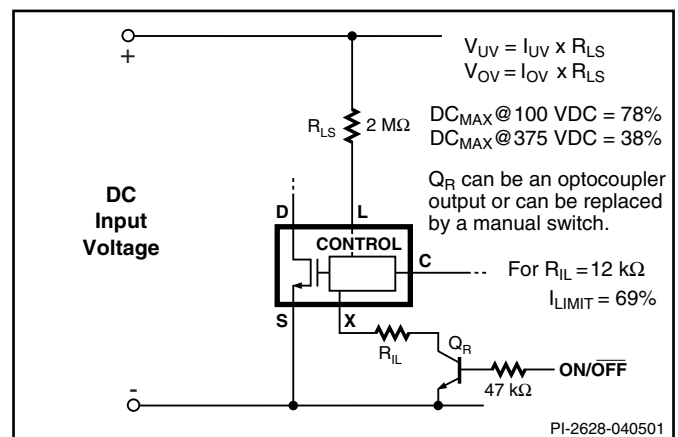 +
V_UV = I_UV x R_LS
V_OV = I_OV x R_LS
R_LS
2 MΩ
DC_MAX@100 VDC = 78%
DC_MAX@375 VDC = 38%
Q_R can be an optocoupler
output or can be replaced
by a manual switch.
DC
Input
Voltage
D
L
CONTROL
C
For R_IL = 12 kΩ
I_LIMIT = 69%
S
X
R_IL
Q_R
47 kΩ
ON/O̅F̅F̅
-
PI-2628-040501